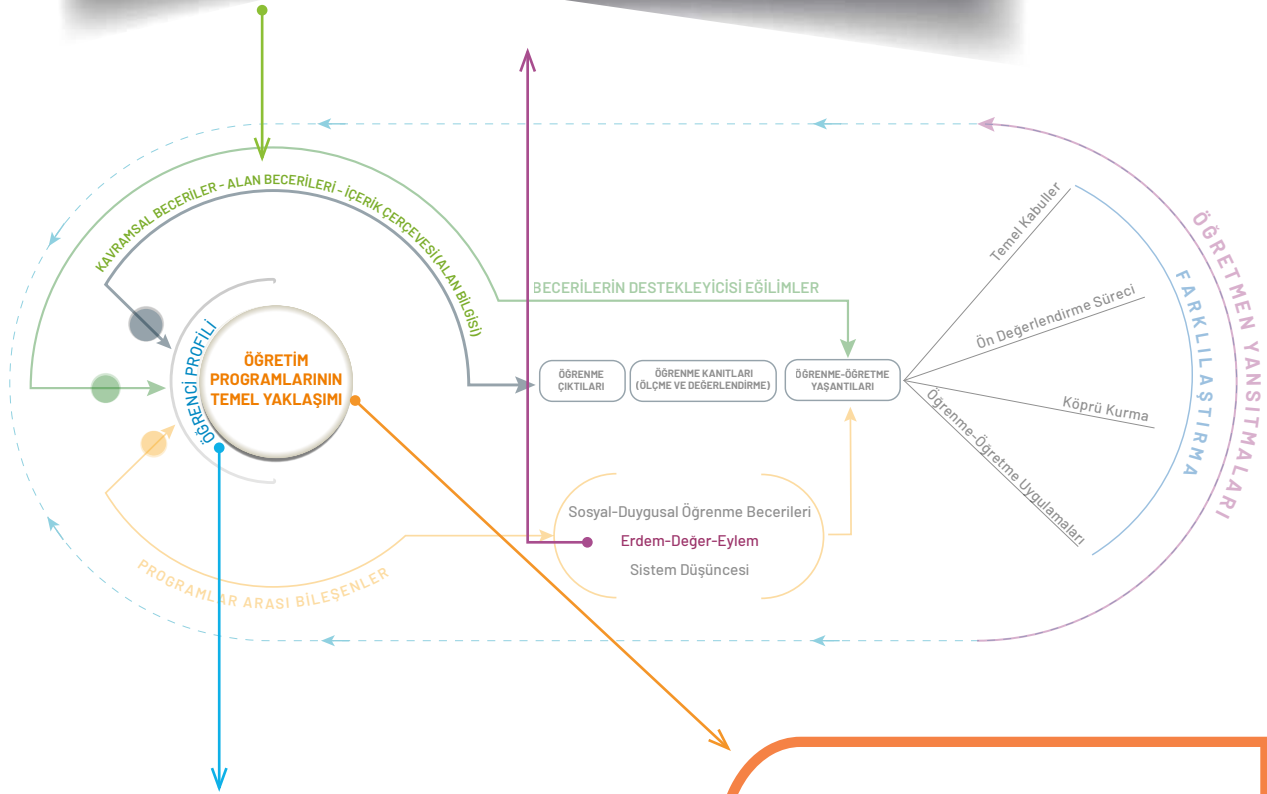 KAVRAMSAL BECERİLER - ALAN BECERİLERİ - İÇERİK ÇERÇEVESİ(ALAN BİLGİSİ)
ÖĞRENCİ PROFİLİ
ÖĞRETİM
PROGRAMLARININ
TEMEL YAKLAŞIMI
BECERİLERİN DESTEKLEYİCİSİ EĞİLİMLER
ÖĞRENME
ÇIKTILARI
ÖĞRENME KANITLARI
(ÖLÇME VE DEĞERLENDİRME)
ÖĞRENME-ÖĞRETME
YAŞANTILARI
Temel Kabuller
Ön Değerlendirme Süreci
Köprü Kurma
Öğrenme-Öğretme Uygulamaları
FARKLILAŞTIRMA
ÖĞRETMEN YANSITMALARI
Sosyal-Duygusal Öğrenme Becerileri
Erdem-Değer-Eylem
Sistem Düşüncesi
PROGRAMLAR ARASI BİLEŞENLER